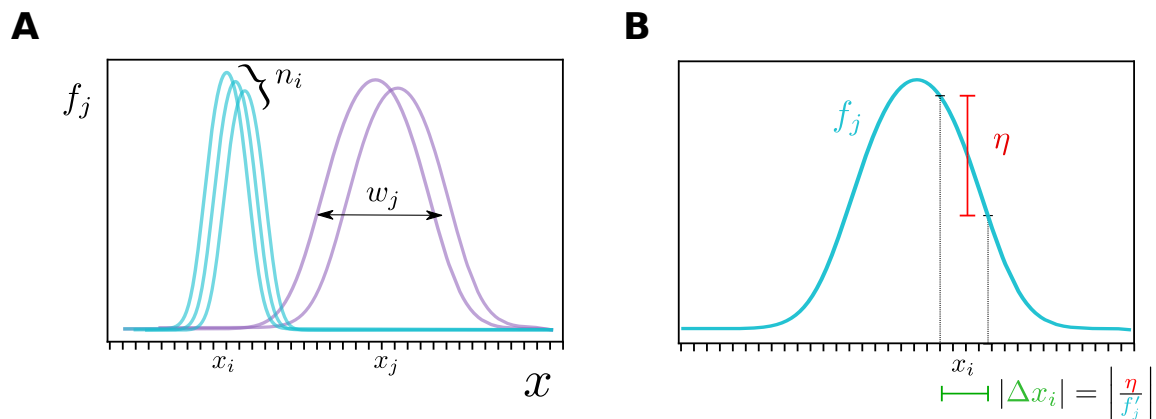 A
B
f_j
n_i
w_j
x_i
x_j
x
f_j
η
x_i
|Δx_i| = |η/f'_j|